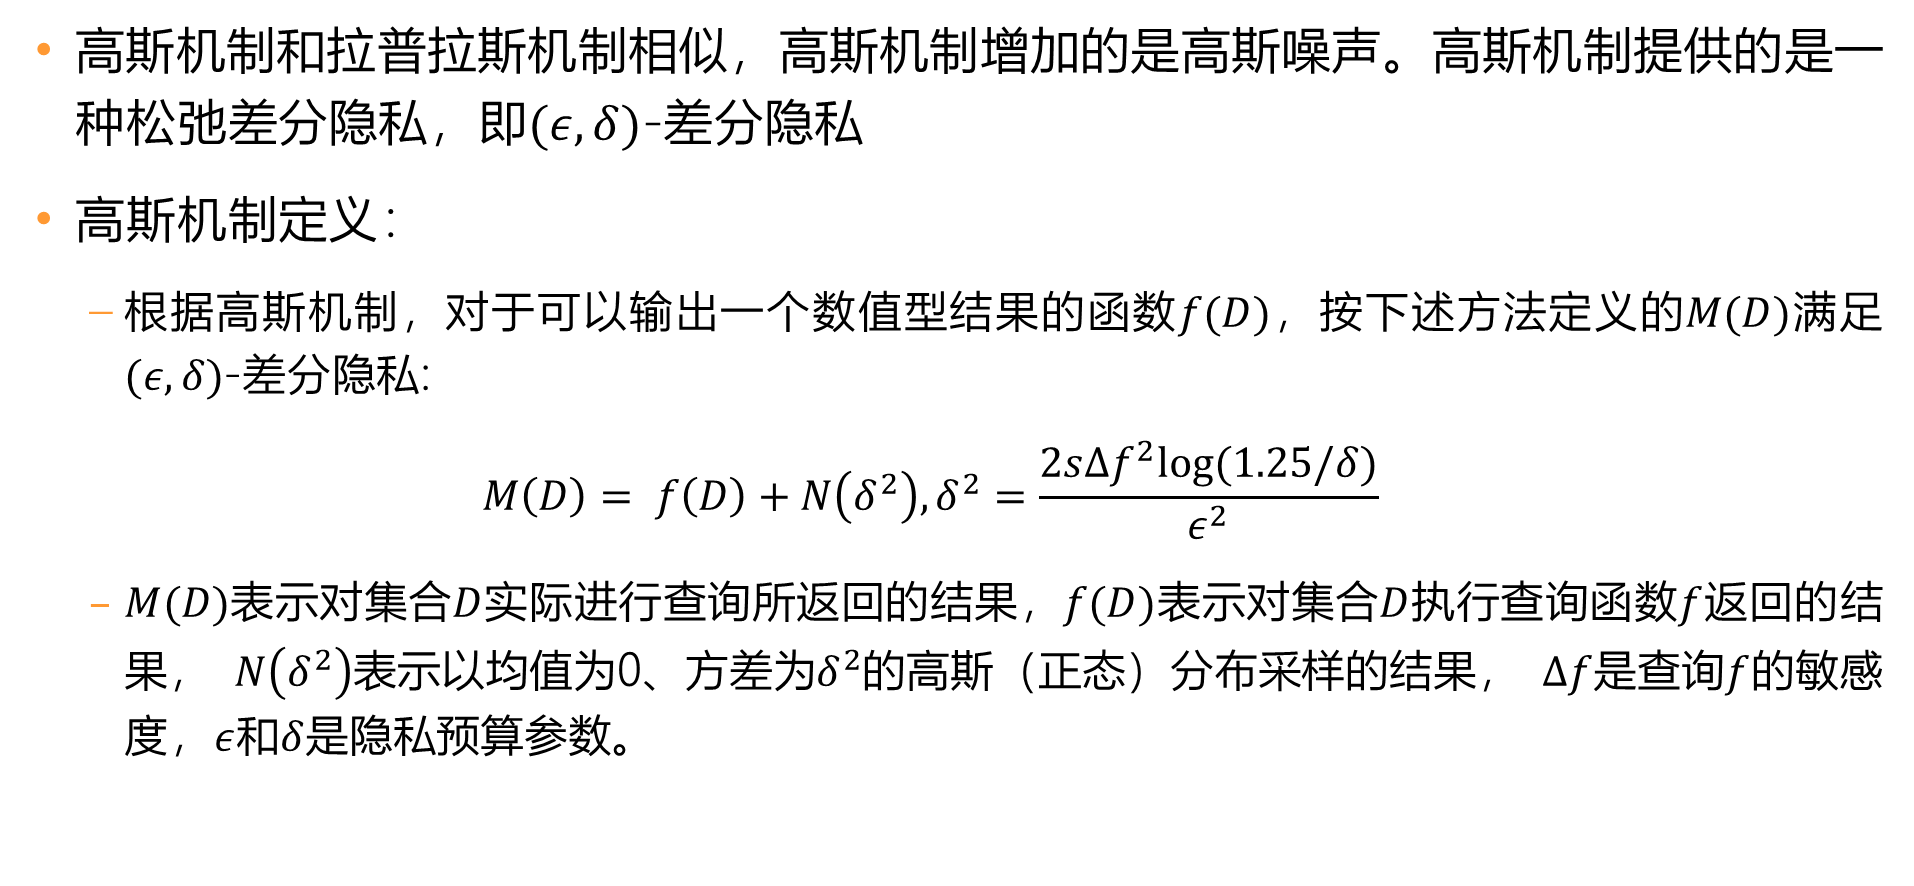 • 高斯机制和拉普拉斯机制相似，高斯机制增加的是高斯噪声。高斯机制提供的是一
种松弛差分隐私，即(ϵ, δ)-差分隐私
• 高斯机制定义：
– 根据高斯机制，对于可以输出一个数值型结果的函数f(D)，按下述方法定义的M(D)满足
(ϵ, δ)-差分隐私:
M(D) = f(D) + N(δ²), δ² = 2sΔf²log(1.25/δ) / ϵ²
– M(D)表示对集合D实际进行查询所返回的结果，f(D)表示对集合D执行查询函数f返回的结
果， N(δ²)表示以均值为0、方差为δ²的高斯（正态）分布采样的结果， Δf是查询f的敏感
度，ϵ和δ是隐私预算参数。